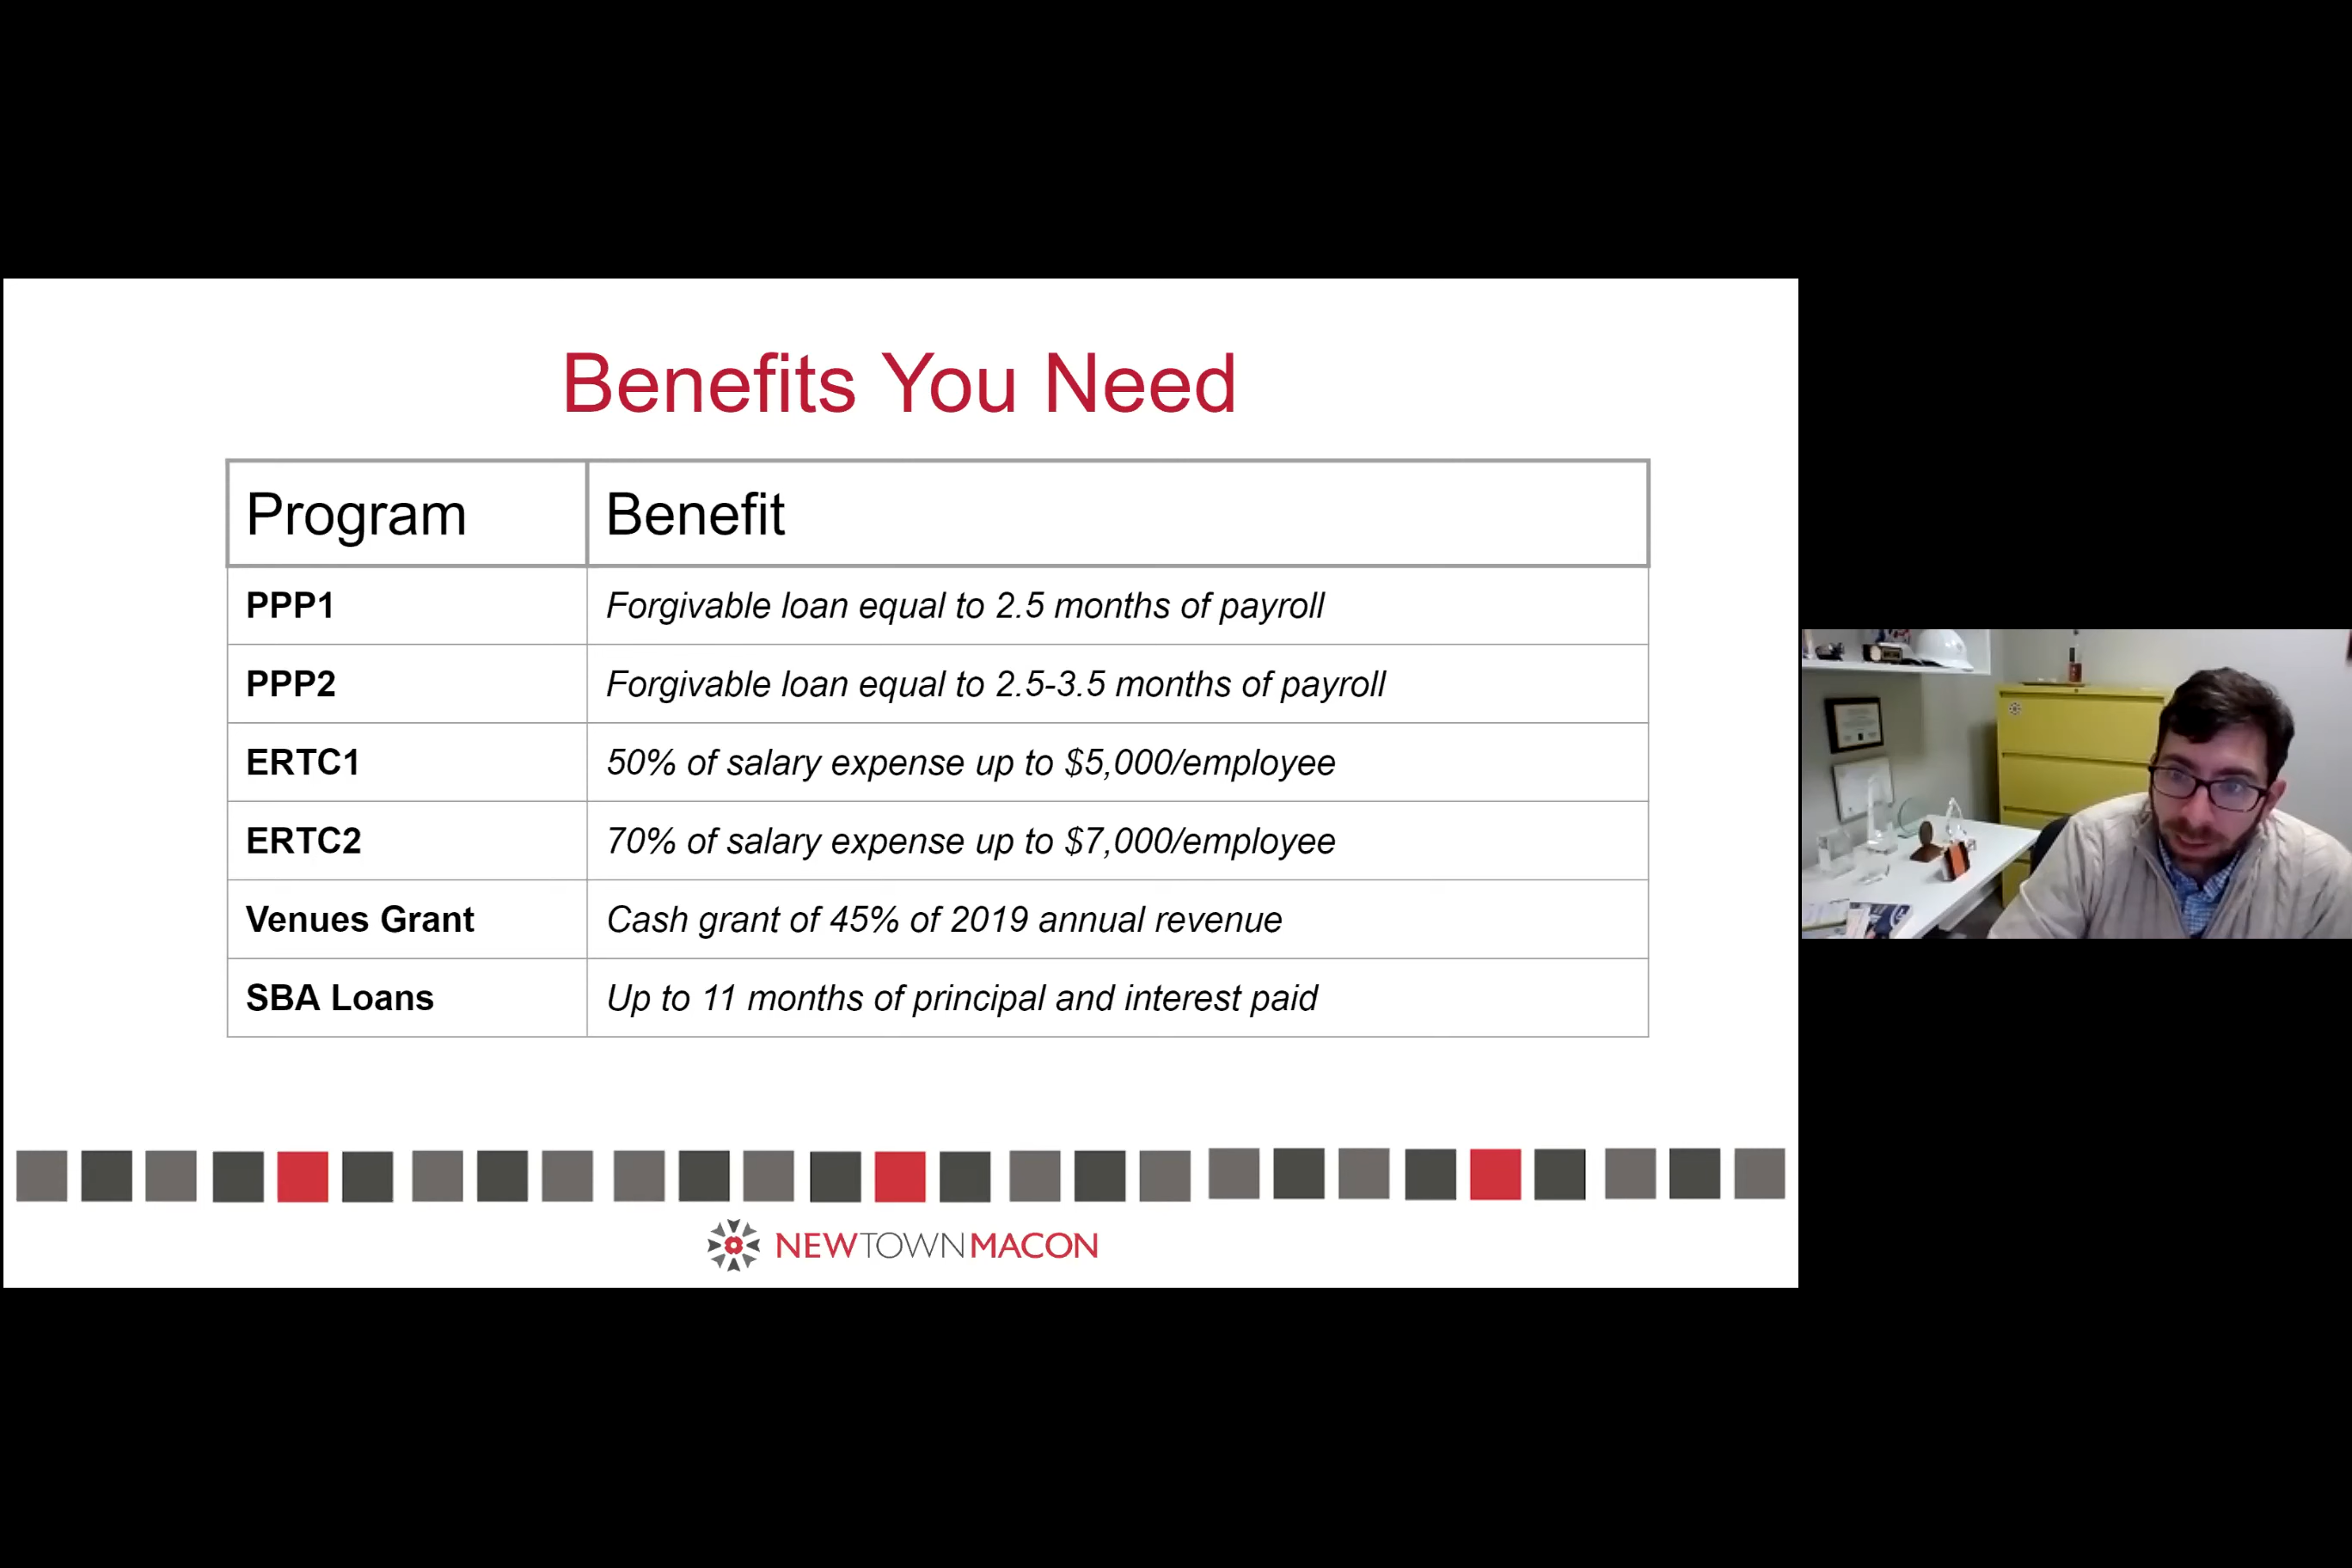 Benefits You Need
Program Benefit
PPP1 Forgivable loan equal to 2.5 months of payroll
PPP2 Forgivable loan equal to 2.5-3.5 months of payroll
ERTC1 50% of salary expense up to $5,000/employee
ERTC2 70% of salary expense up to $7,000/employee
Venues Grant Cash grant of 45% of 2019 annual revenue
SBA Loans Up to 11 months of principal and interest paid
NEWTOWNMACON